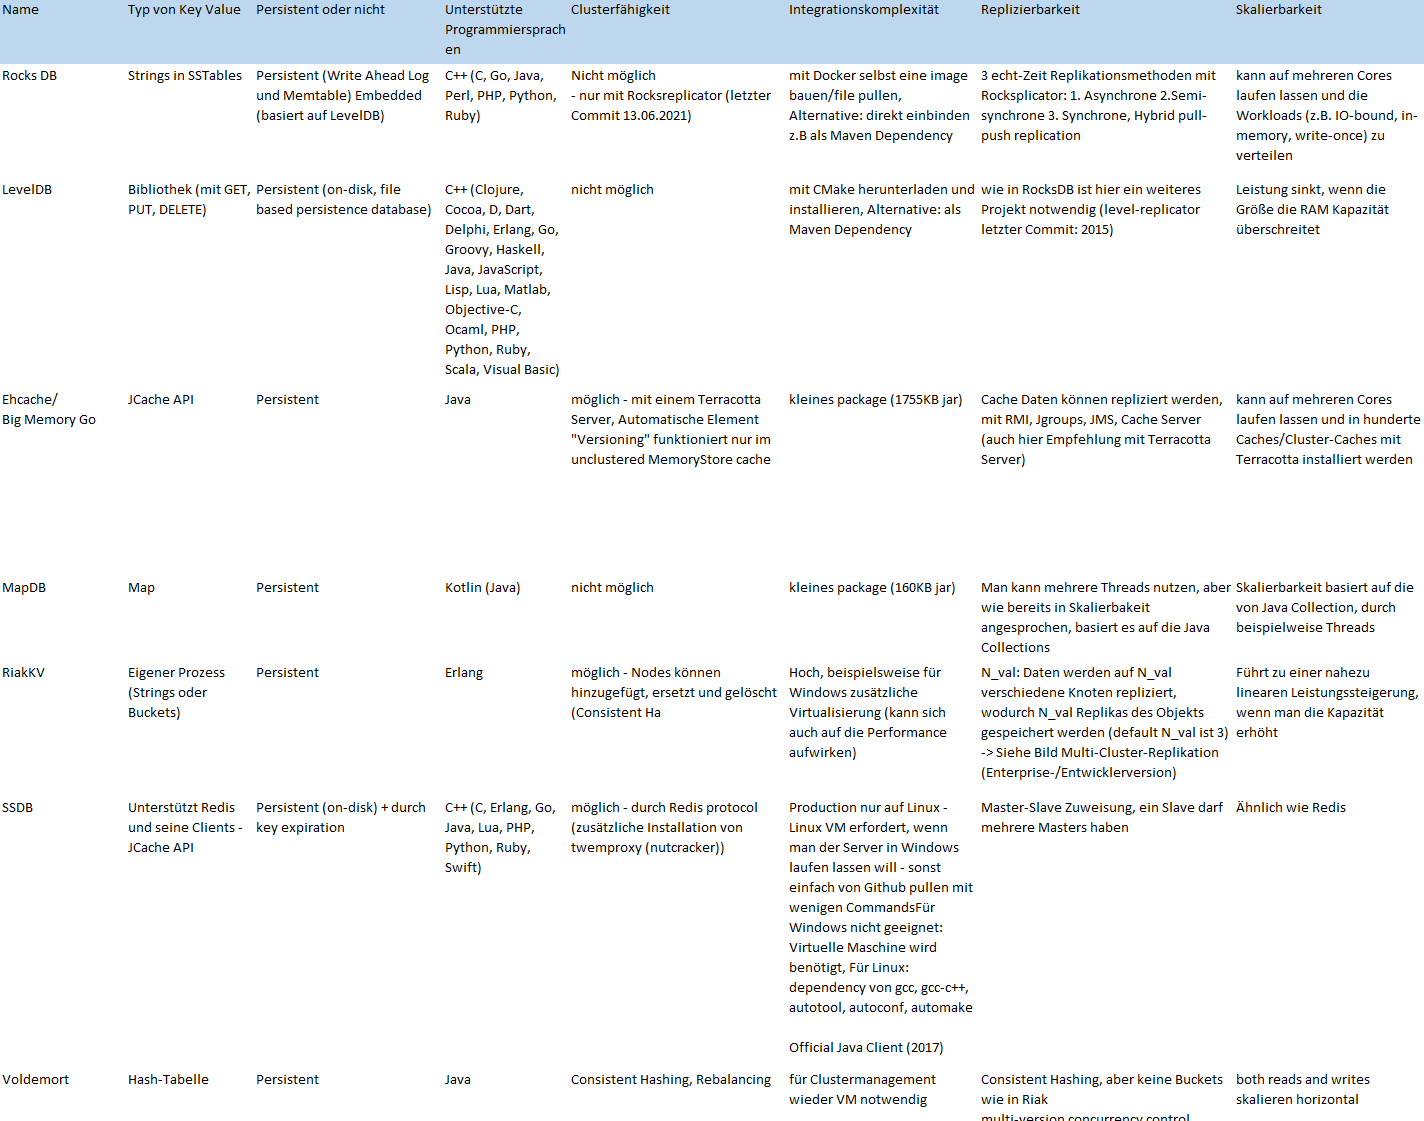 Name
Typ von Key Value
Persistent oder nicht
Unterstützte
Programmiersprach
en
Clusterfähigkeit
Integrationskomplexität
Replizierbarkeit
Skalierbarkeit
Rocks DB
Strings in SSTables
Persistent (Write Ahead Log
und Memtable) Embedded
(basiert auf LevelDB)
C++ (C, Go, Java,
Perl, PHP, Python,
Ruby)
Nicht möglich
- nur mit Rocksreplicator (letzter
Commit 13.06.2021)
mit Docker selbst eine image
bauen/file pullen,
Alternative: direkt einbinden
z.B als Maven Dependency
3 echt-Zeit Replikationsmethoden mit
Rocksplicator: 1. Asynchrone 2.Semi-
synchrone 3. Synchrone, Hybrid pull-
push replication
kann auf mehreren Cores
laufen lassen und die
Workloads (z.B. IO-bound, in-
memory, write-once) zu
verteilen
LevelDB
Bibliothek (mit GET,
PUT, DELETE)
Persistent (on-disk, file
based persistence database)
C++ (Clojure,
Cocoa, D, Dart,
Delphi, Erlang, Go,
Groovy, Haskell,
Java, JavaScript,
Lisp, Lua, Matlab,
Objective-C,
Ocaml, PHP,
Python, Ruby,
Scala, Visual Basic)
nicht möglich
mit CMake herunterladen und
installieren, Alternative: als
Maven Dependency
wie in RocksDB ist hier ein weiteres
Projekt notwendig (level-replicator
letzter Commit: 2015)
Leistung sinkt, wenn die
Größe die RAM Kapazität
überschreitet
Ehcache/
Big Memory Go
JCache API
Persistent
Java
möglich - mit einem Terracotta
Server, Automatische Element
"Versioning" funktioniert nur im
unclustered MemoryStore cache
kleines package (1755KB jar)
Cache Daten können repliziert werden,
mit RMI, Jgroups, JMS, Cache Server
(auch hier Empfehlung mit Terracotta
Server)
kann auf mehreren Cores
laufen lassen und in hunderte
Caches/Cluster-Caches mit
Terracotta installiert werden
MapDB
Map
Persistent
Kotlin (Java)
nicht möglich
kleines package (160KB jar)
Man kann mehrere Threads nutzen, aber
wie bereits in Skalierbakeit
angesprochen, basiert es auf die Java
Collections
Skalierbarkeit basiert auf die
von Java Collection, durch
beispielweise Threads
RiakKV
Eigener Prozess
(Strings oder
Buckets)
Persistent
Erlang
möglich - Nodes können
hinzugefügt, ersetzt und gelöscht
(Consistent Ha
Hoch, beispielsweise für
Windows zusätzliche
Virtualisierung (kann sich
auch auf die Performance
aufwirken)
N_val: Daten werden auf N_val
verschiedene Knoten repliziert,
wodurch N_val Replikas des Objekts
gespeichert werden (default N_val ist 3)
-> Siehe Bild Multi-Cluster-Replikation
(Enterprise-/Entwicklerversion)
Führt zu einer nahezu
linearen Leistungssteigerung,
wenn man die Kapazität
erhöht
SSDB
Unterstützt Redis
und seine Clients -
JCache API
Persistent (on-disk) + durch
key expiration
C++ (C, Erlang, Go,
Java, Lua, PHP,
Python, Ruby,
Swift)
möglich - durch Redis protocol
(zusätzliche Installation von
twemproxy (nutcracker))
Production nur auf Linux -
Linux VM erfordert, wenn
man der Server in Windows
laufen lassen will - sonst
einfach von Github pullen mit
wenigen CommandsFür
Windows nicht geeignet:
Virtuelle Maschine wird
benötigt, Für Linux:
dependency von gcc, gcc-c++,
autotool, autoconf, automake
Official Java Client (2017)
Master-Slave Zuweisung, ein Slave darf
mehrere Masters haben
Ähnlich wie Redis
Voldemort
Hash-Tabelle
Persistent
Java
Consistent Hashing, Rebalancing
für Clustermanagement
wieder VM notwendig
Consistent Hashing, aber keine Buckets
wie in Riak
multi-version concurrency control
both reads and writes
skalieren horizontal